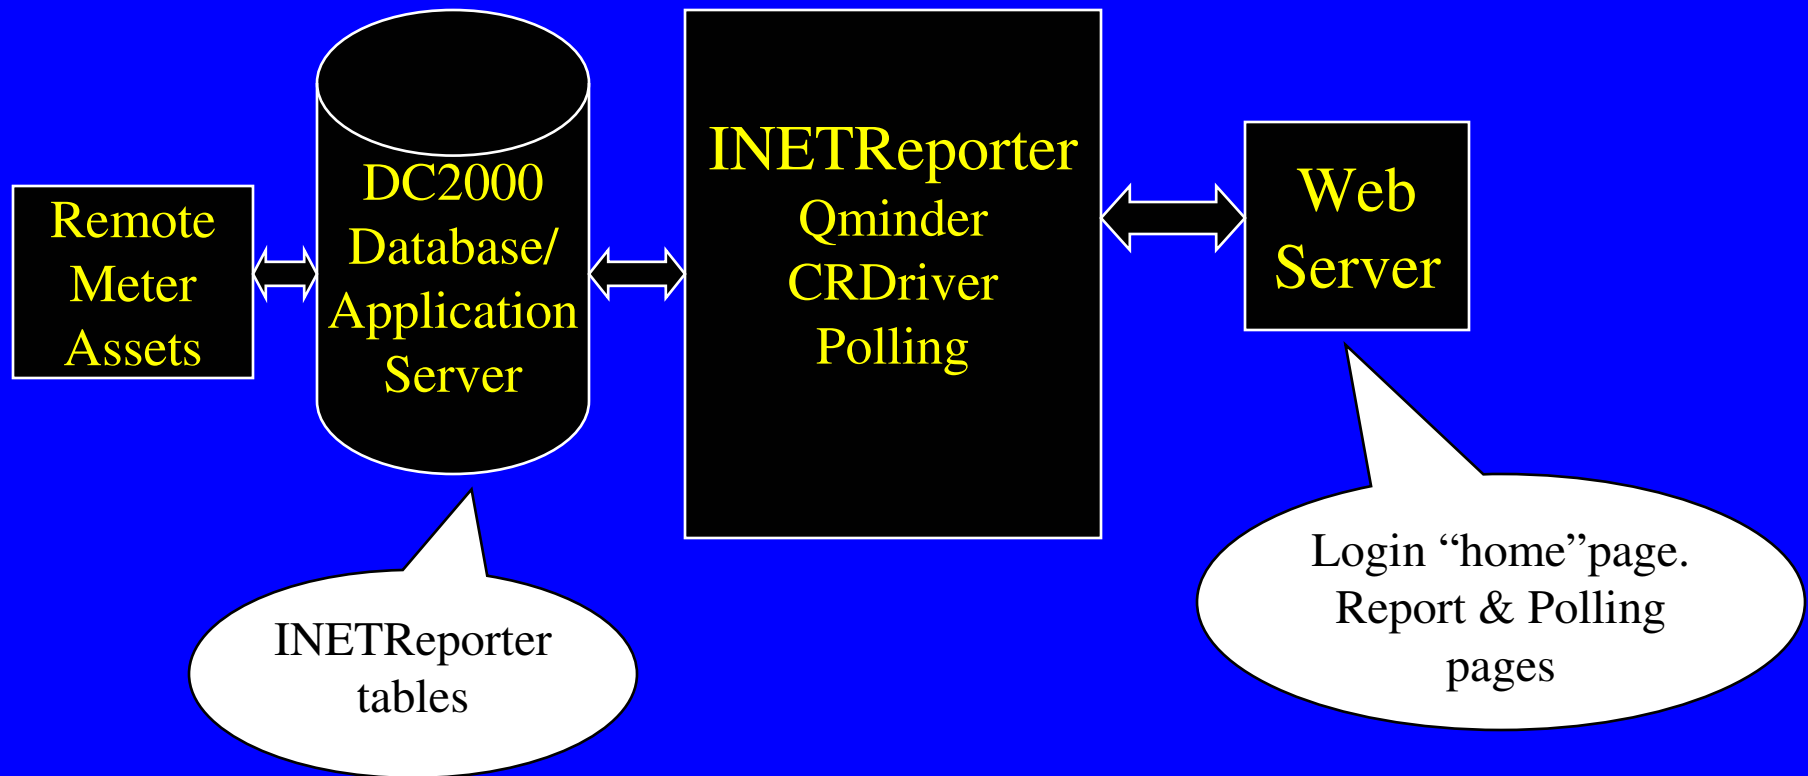 Remote
Meter
Assets
DC2000
Database/
Application
Server
INETReporter
Qminder
CRDriver
Polling
Web
Server
INETReporter
tables
Login “home”page.
Report & Polling
pages